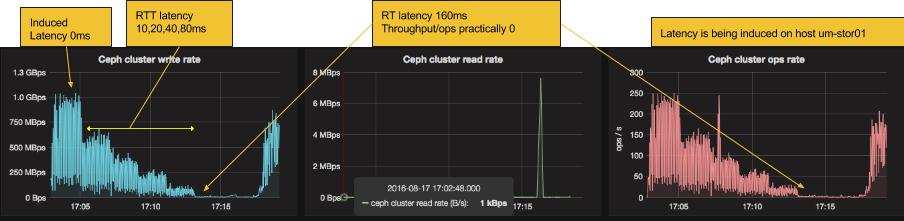 Induced
Latency 0ms
RTT latency
10,20,40,80ms
RT latency 160ms
Throughput/ops practically 0
Latency is being induced on host um-stor01
Ceph cluster write rate
1.3 GBps
1.0 GBps
750 MBps
500 MBps
250 MBps
0 Bps
17:05
17:10
17:15
Ceph cluster read rate
8 MBps
6 MBps
4 MBps
2 MBps
0 Bps
2016-08-17 17:02:48.000
ceph cluster read rate (B/s): 1 kBps
17:15
Ceph cluster ops rate
ops / s
300
250
200
150
100
50
0
17:05
17:10
17:15